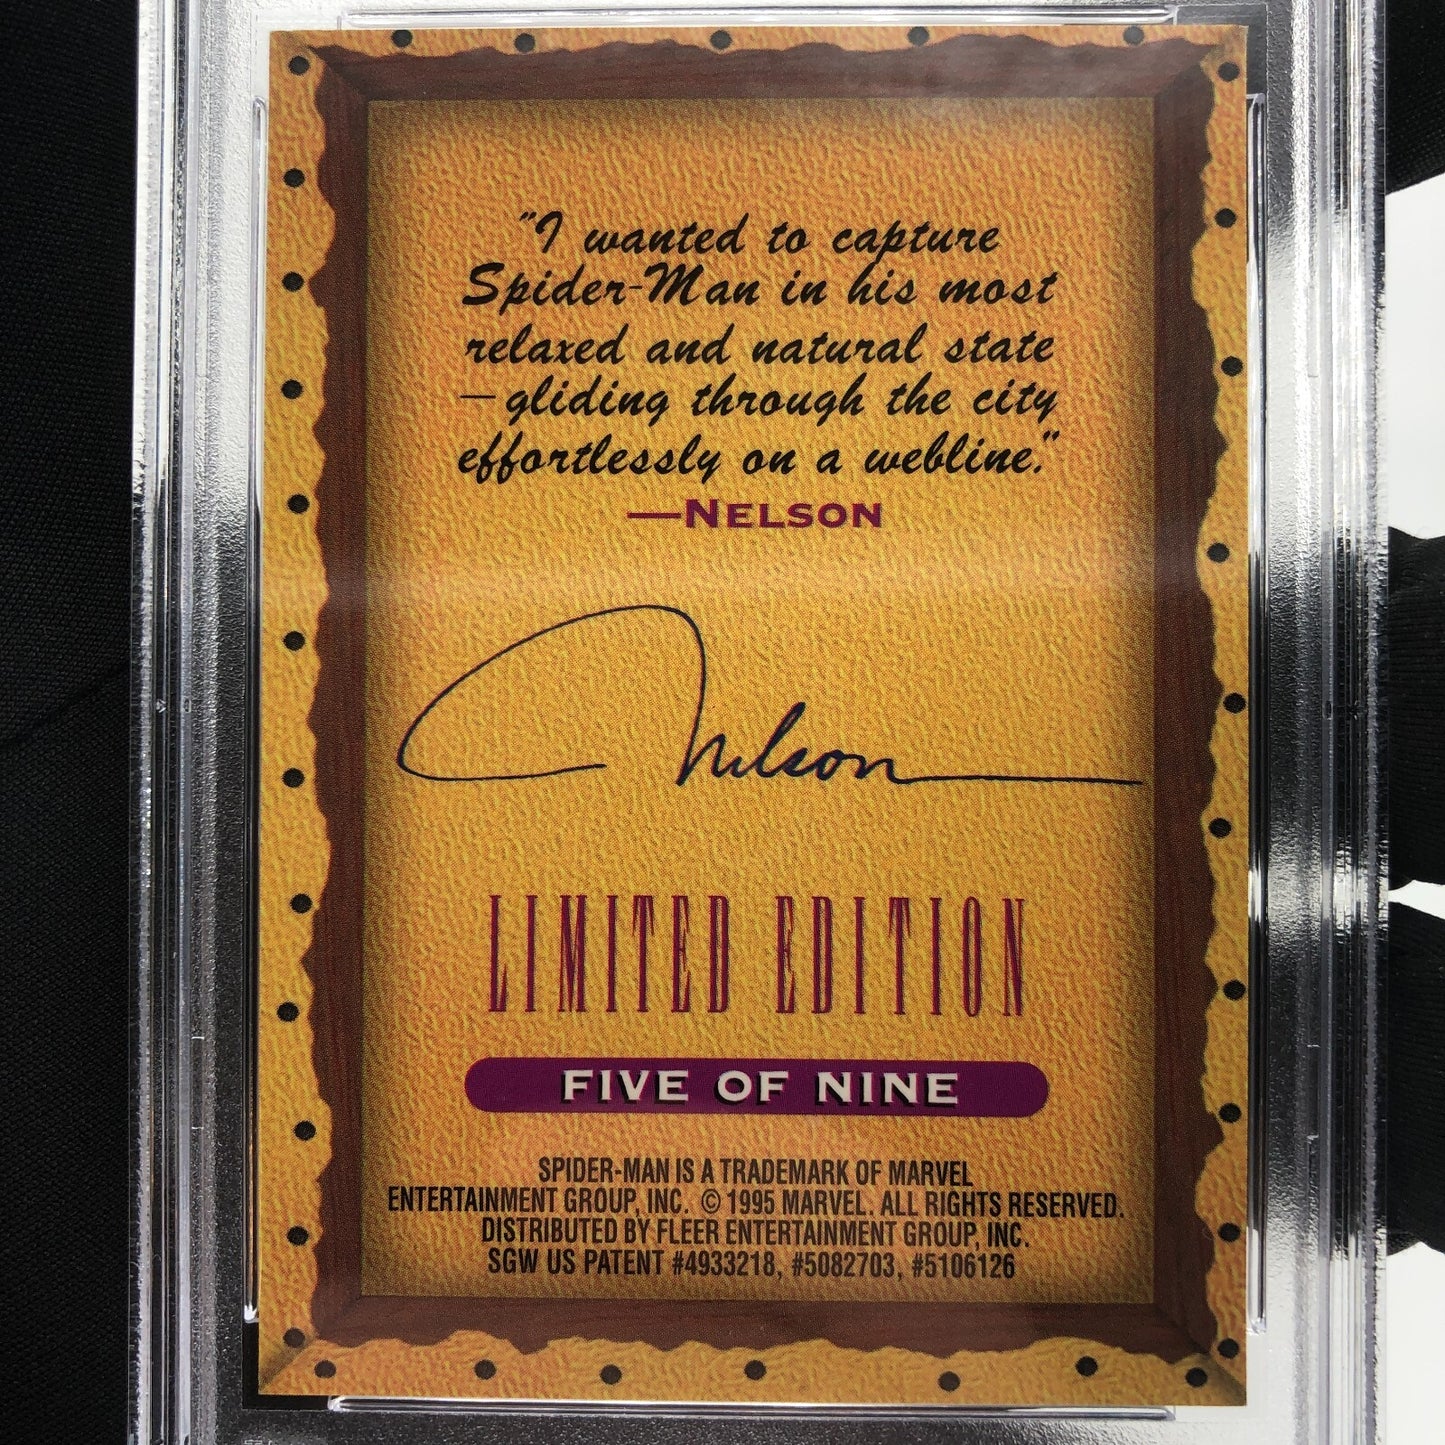 "I wanted to capture
Spider-Man in his most
relaxed and natural state
—gliding through the city
effortlessly on a webline."
—NELSON
Nelson
LIMITED EDITION
FIVE OF NINE
SPIDER-MAN IS A TRADEMARK OF MARVEL
ENTERTAINMENT GROUP, INC. © 1995 MARVEL. ALL RIGHTS RESERVED.
DISTRIBUTED BY FLEER ENTERTAINMENT GROUP, INC.
SGW US PATENT #4933218, #5082703, #5106126